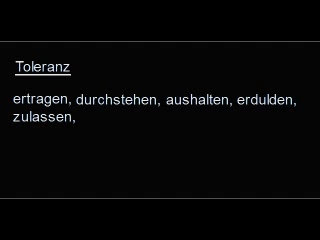 Toleranz
ertragen, durchstehen, aushalten, erdulden,
zulassen,